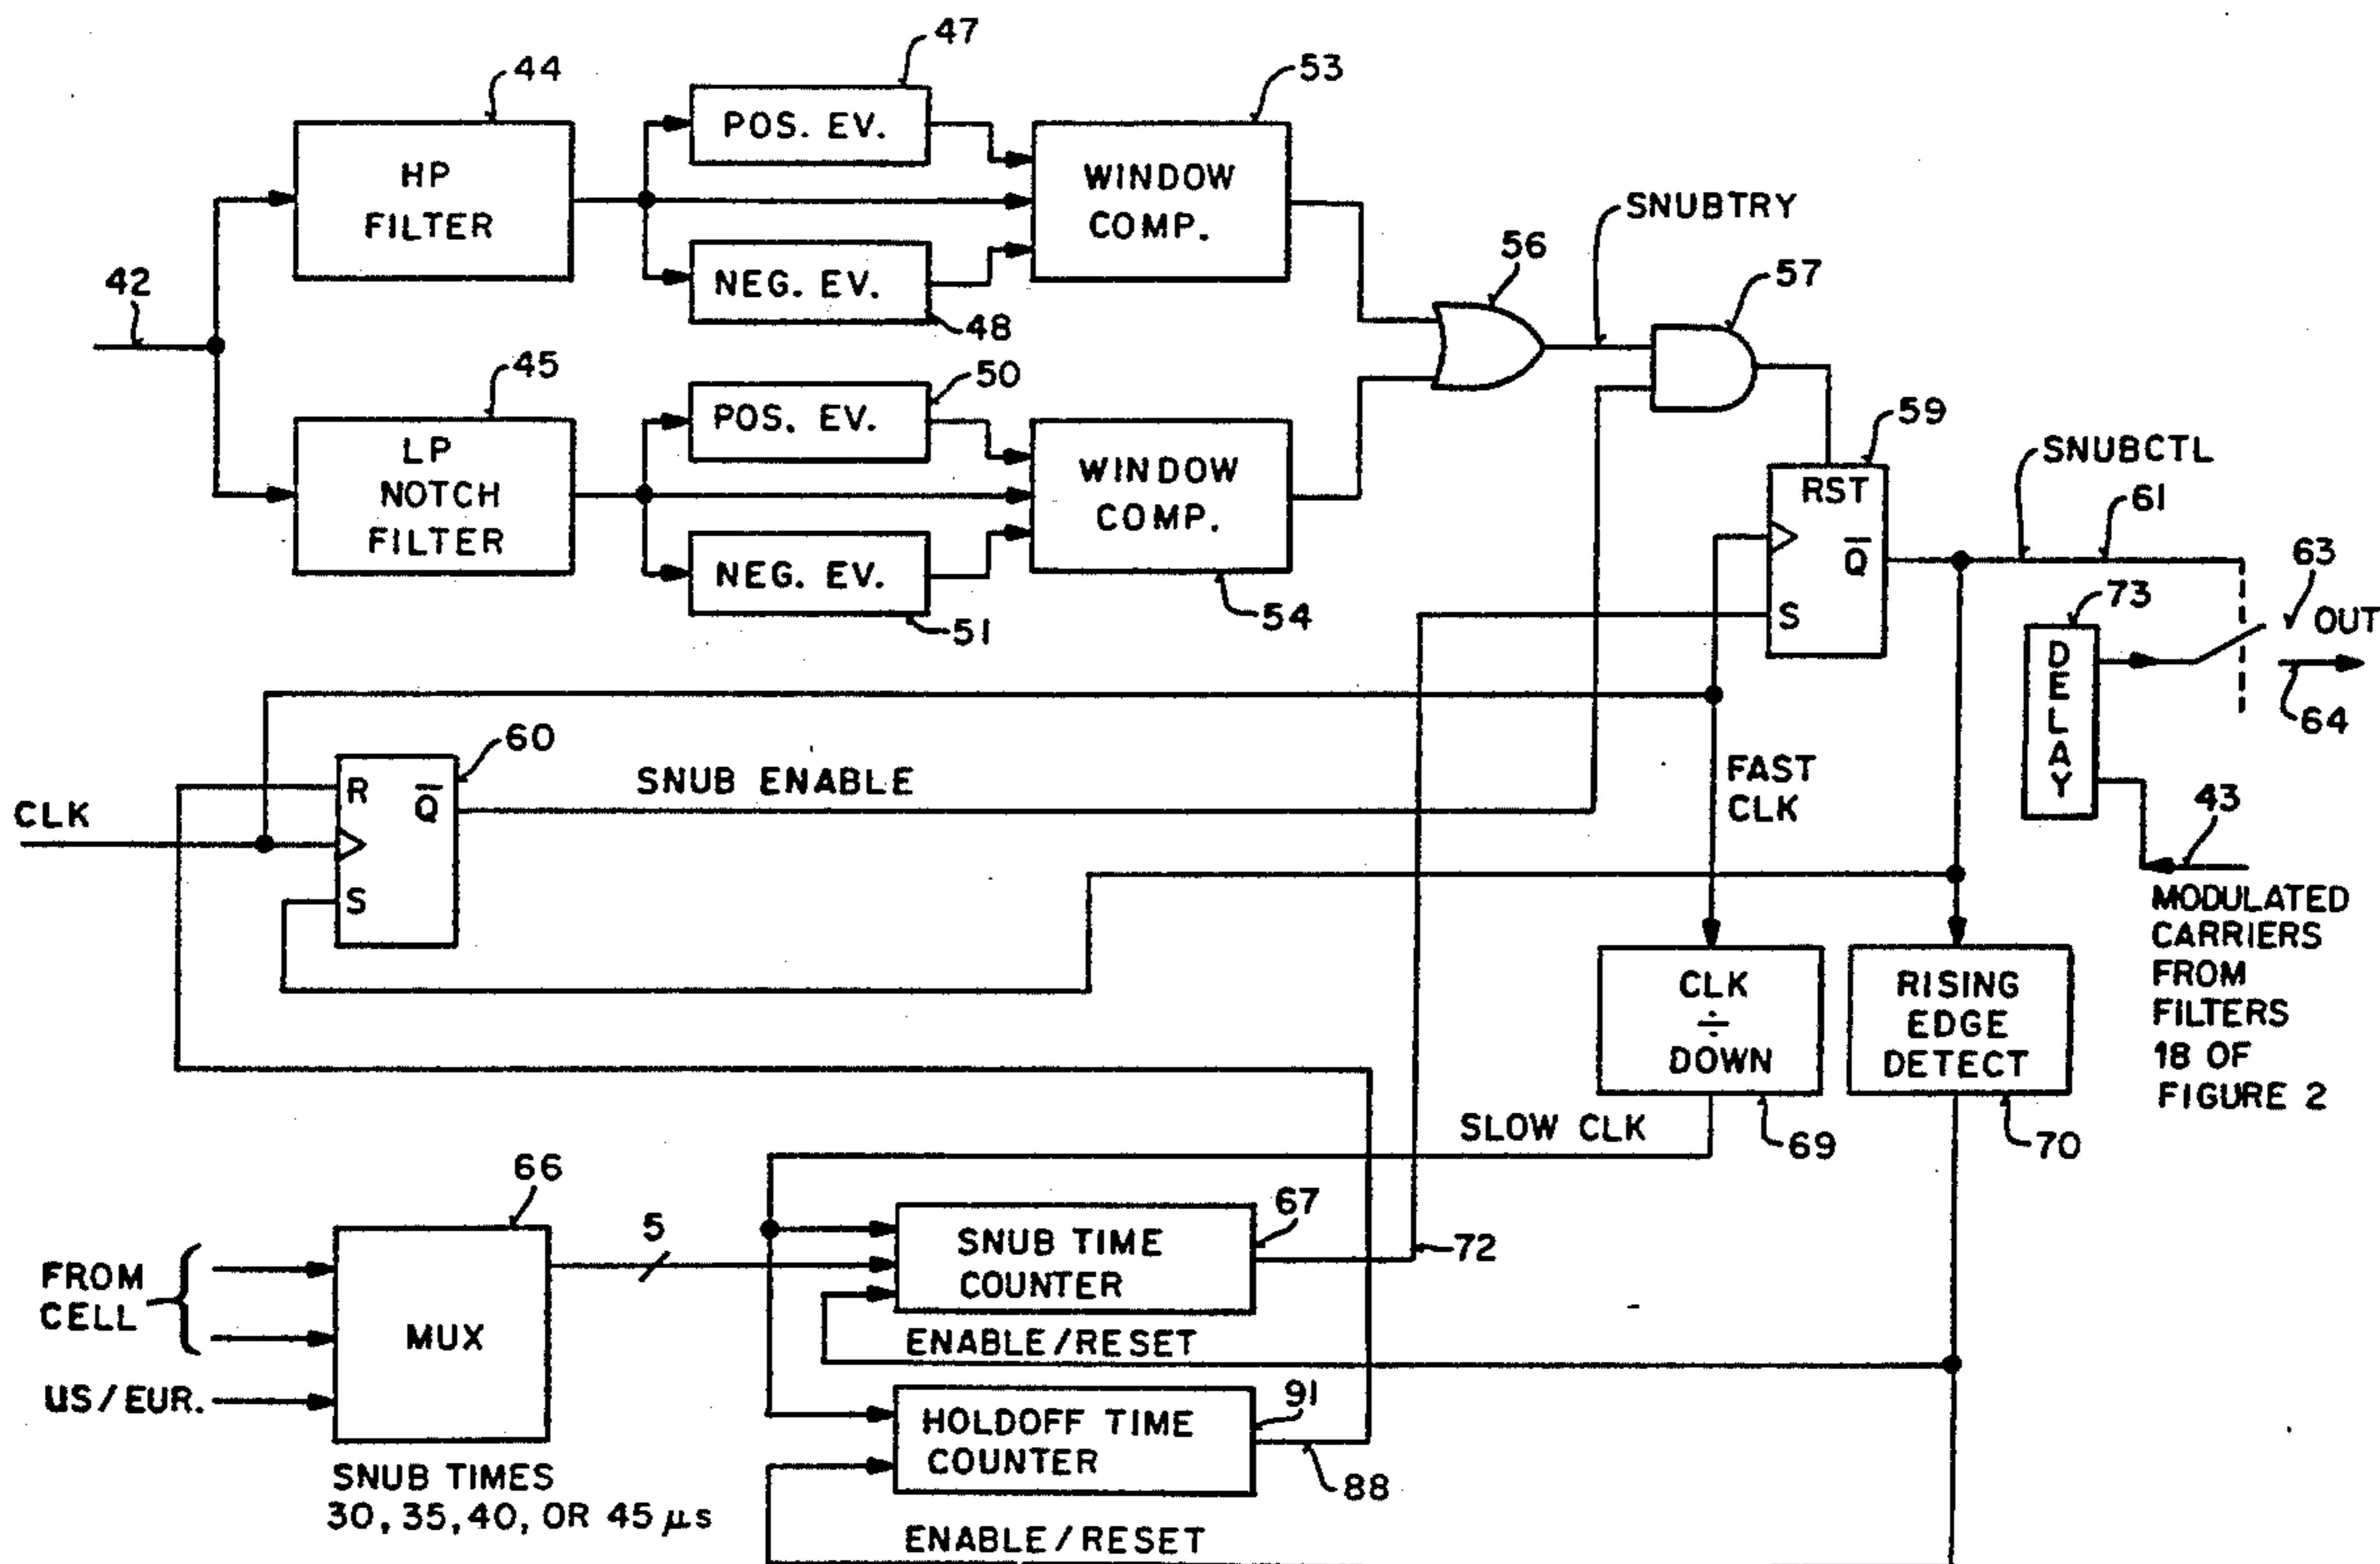 47
44
53
POS. EV.
HP
FILTER
WINDOW
COMP.
SNUBTRY
56
57
NEG. EV.
48
42
45
50
POS. EV.
59
LP
NOTCH
FILTER
WINDOW
COMP.
SNUBCTL
61
RST
Q
S
NEG. EV.
51
54
73
63
OUT
DELAY
64
60
R
Q
S
SNUB ENABLE
FAST
CLK
CLK
43
MODULATED
CARRIERS
FROM
FILTERS
18 OF
FIGURE 2
CLK
÷
DOWN
RISING
EDGE
DETECT
69
70
SLOW CLK
66
5
67
SNUB TIME
COUNTER
72
FROM
CELL
MUX
ENABLE/RESET
US/EUR.
91
HOLDOFF TIME
COUNTER
88
SNUB TIMES
30, 35, 40, OR 45 µs
ENABLE/RESET